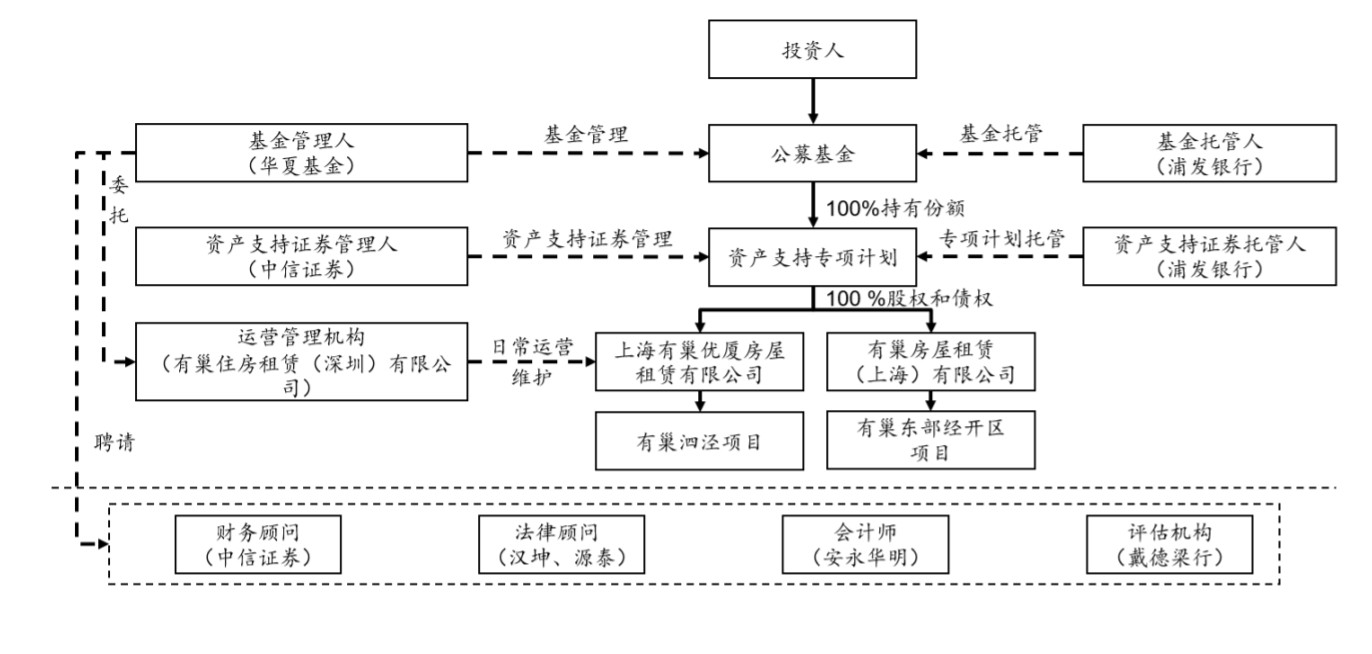 投资人
基金管理人
（华夏基金）
基金管理
公募基金
基金托管
基金托管人
（浦发银行）
委
托
100%持有份额
资产支持证券管理人
（中信证券）
资产支持证券管理
资产支持专项计划
专项计划托管
资产支持证券托管人
（浦发银行）
100 %股权和债权
运营管理机构
（有巢住房租赁（深圳）有限公
司）
日常运营
维护
上海有巢优厦房屋
租赁有限公司
有巢房屋租赁
（上海）有限公司
聘请
有巢泗泾项目
有巢东部经开区
项目
财务顾问
（中信证券）
法律顾问
（汉坤、源泰）
会计师
（安永华明）
评估机构
（戴德梁行）